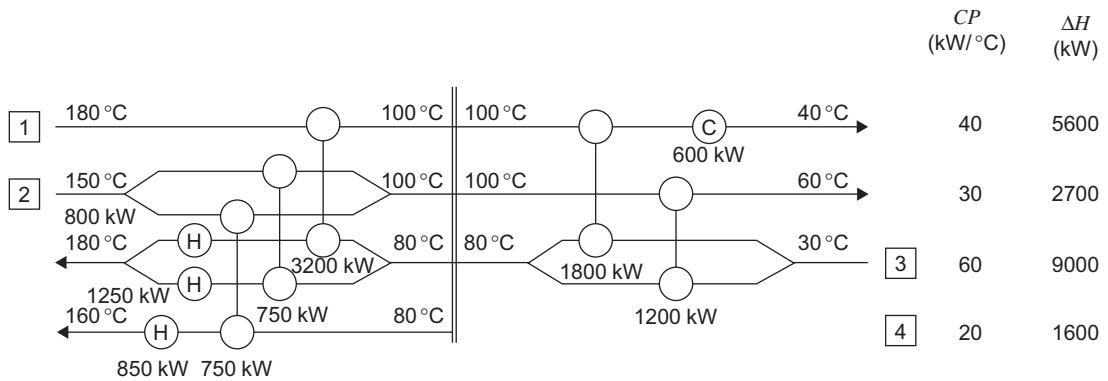 CP ΔH
(kW/°C) (kW)
1 180 °C 100 °C 100 °C 40 °C 40 5600
C
600 kW
2 150 °C 100 °C 100 °C 60 °C 30 2700
800 kW
180 °C H 80 °C 80 °C 30 °C 3 60 9000
3200 kW 1800 kW
1250 kW H
750 kW 1200 kW
160 °C H 80 °C 4 20 1600
850 kW 750 kW